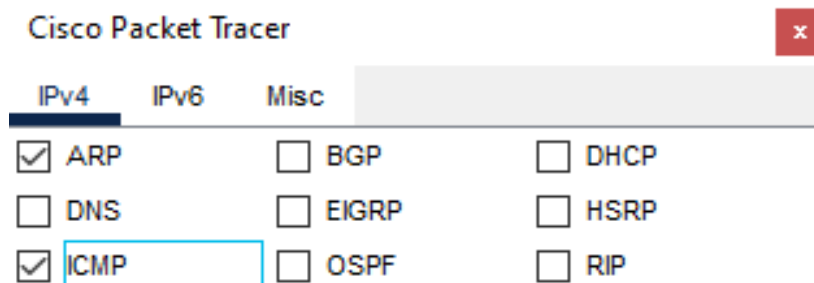 Cisco Packet Tracer x
IPv4 IPv6 Misc
ARP BGP DHCP
DNS EIGRP HSRP
ICMP OSPF RIP